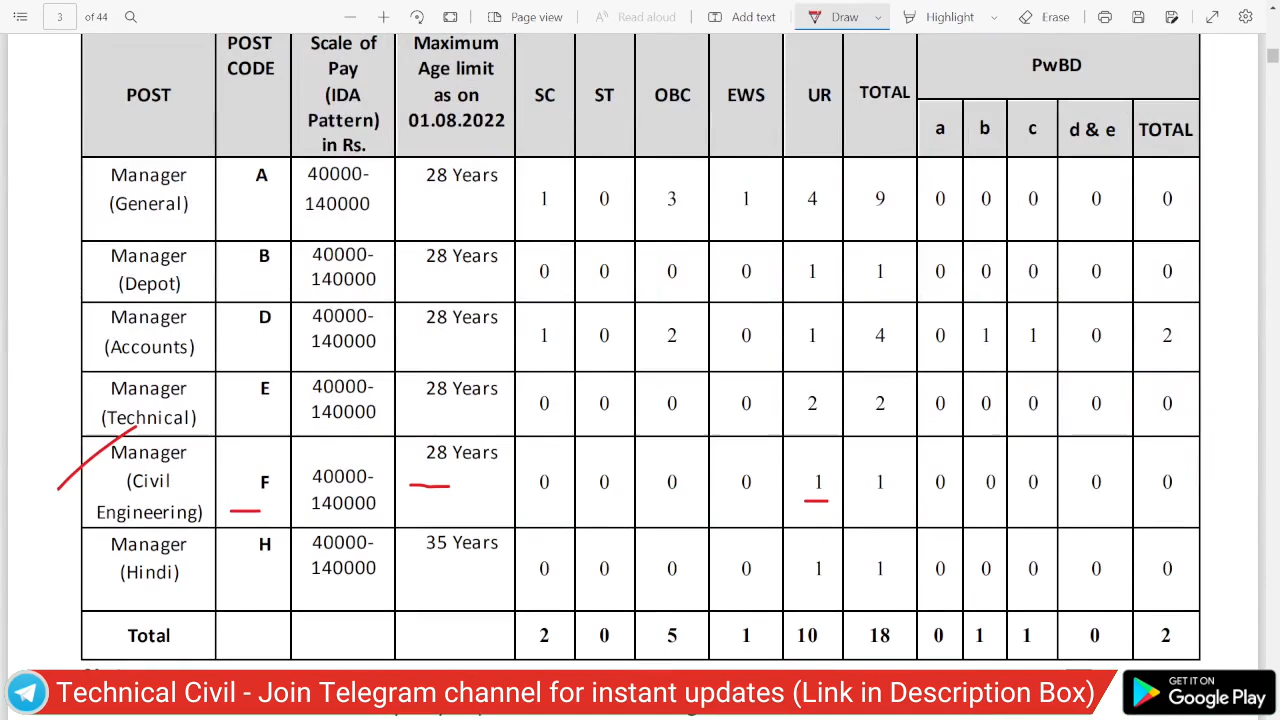 3 of 44 Page view Read aloud Add text Draw Highlight Erase
POST
POST CODE
Scale of Pay (IDA Pattern) in Rs.
Maximum Age limit as on 01.08.2022
SC ST OBC EWS UR TOTAL PwBD
a b c d & e TOTAL
Manager (General) A 40000-140000 28 Years 1 0 3 1 4 9 0 0 0 0 0
Manager (Depot) B 40000-140000 28 Years 0 0 0 0 1 1 0 0 0 0 0
Manager (Accounts) D 40000-140000 28 Years 1 0 2 0 1 4 0 1 1 0 2
Manager (Technical) E 40000-140000 28 Years 0 0 0 0 2 2 0 0 0 0 0
Manager (Civil Engineering) F 40000-140000 28 Years 0 0 0 0 1 1 0 0 0 0 0
Manager (Hindi) H 40000-140000 35 Years 0 0 0 0 1 1 0 0 0 0 0
Total 2 0 5 1 10 18 0 1 1 0 2
Technical Civil - Join Telegram channel for instant updates (Link in Description Box)
GET IT ON
Google Play